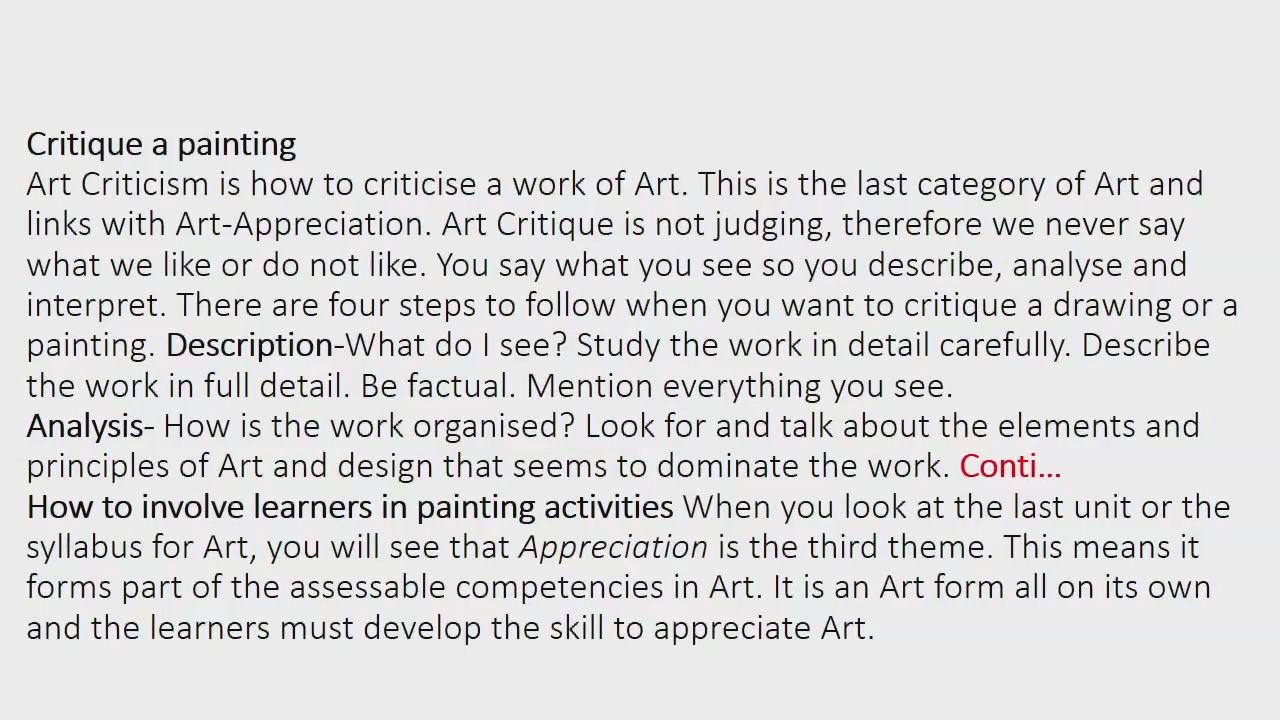 Critique a painting
Art Criticism is how to criticise a work of Art. This is the last category of Art and
links with Art-Appreciation. Art Critique is not judging, therefore we never say
what we like or do not like. You say what you see so you describe, analyse and
interpret. There are four steps to follow when you want to critique a drawing or a
painting. Description-What do I see? Study the work in detail carefully. Describe
the work in full detail. Be factual. Mention everything you see.
Analysis- How is the work organised? Look for and talk about the elements and
principles of Art and design that seems to dominate the work. Conti...
How to involve learners in painting activities When you look at the last unit or the
syllabus for Art, you will see that Appreciation is the third theme. This means it
forms part of the assessable competencies in Art. It is an Art form all on its own
and the learners must develop the skill to appreciate Art.